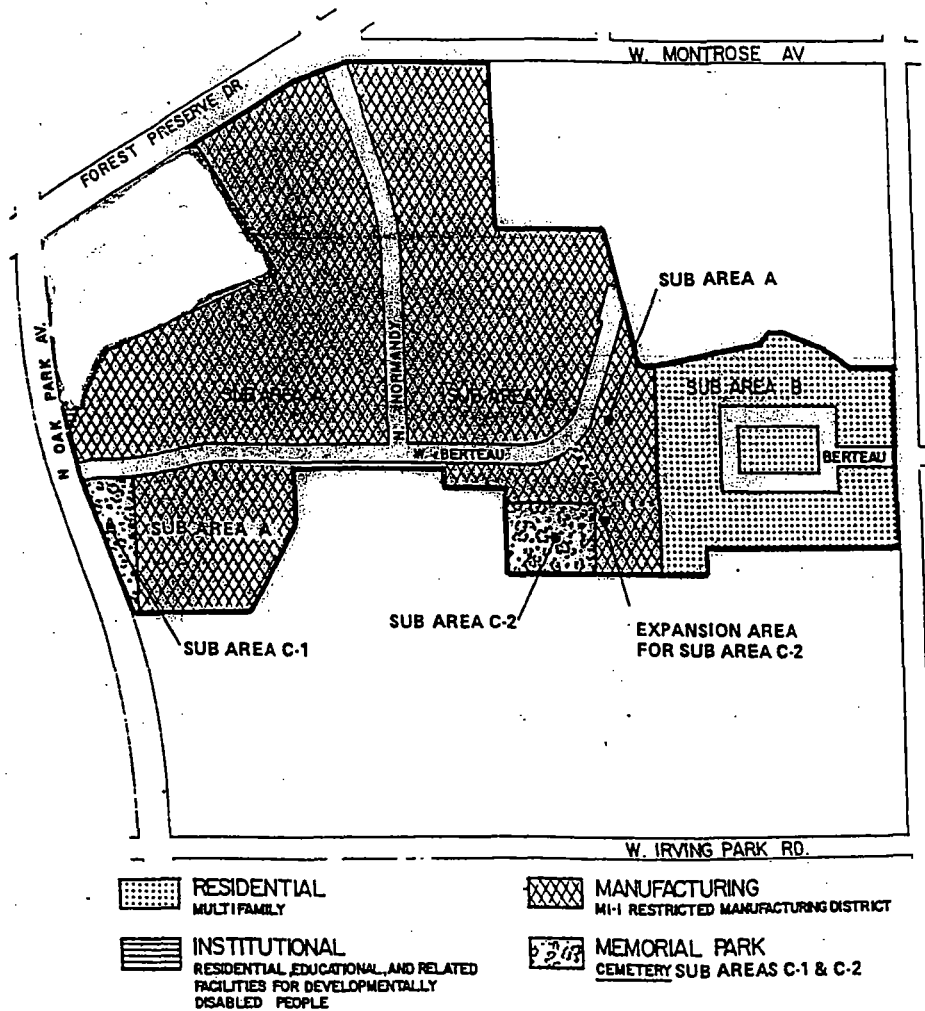 W. MONTROSE AV
FOREST PRESERVE DR.
SUB AREA A
N OAK PARK AV.
N. NORMANDY
SUB AREA A
SUB AREA A
SUB AREA B
W. BERTEAU
BERTEAU
SUB AREA A
SUB AREA C-2
EXPANSION AREA
FOR SUB AREA C-2
SUB AREA C-1
W. IRVING PARK RD.
RESIDENTIAL
MULTIFAMILY
INSTITUTIONAL
RESIDENTIAL, EDUCATIONAL, AND RELATED
FACILITIES FOR DEVELOPMENTALLY
DISABLED PEOPLE
MANUFACTURING
M1-1 RESTRICTED MANUFACTURING DISTRICT
MEMORIAL PARK
CEMETERY SUB AREAS C-1 & C-2